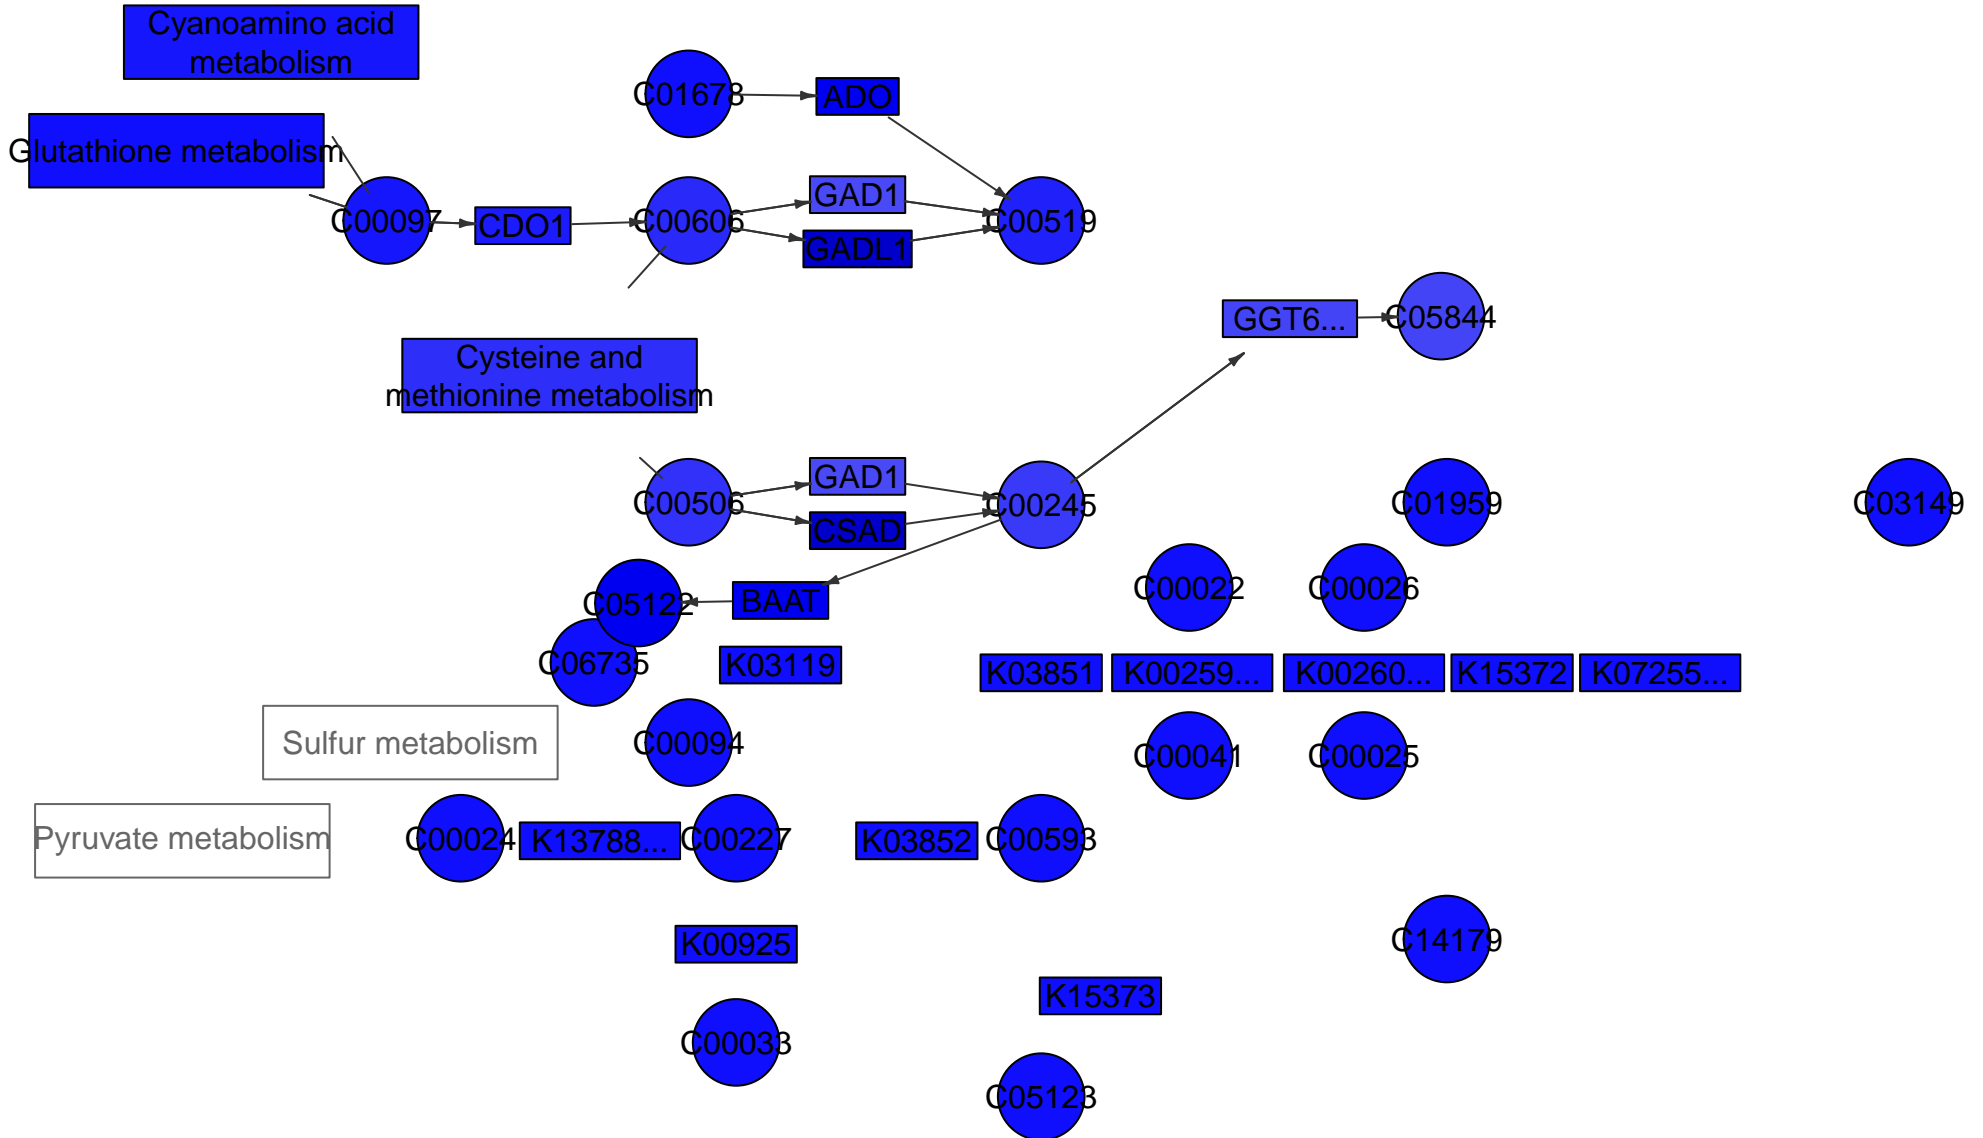 Cyanoamino acid
metabolism
C01678
ADO
Glutathione metabolism
GAD1
C00097
CDO1
C00606
C00519
GADL1
GGT6...
C05844
Cysteine and
methionine metabolism
GAD1
C00506
C00245
C01959
C03149
CSAD
C00022
C00026
C05122
BAAT
C06735
K03119
K03851
K00259...
K00260...
K15372
K07255...
Sulfur metabolism
C00094
C00041
C00025
Pyruvate metabolism
C00024
K13788...
C00227
K03852
C00593
K00925
C14179
K15373
C00033
C05123